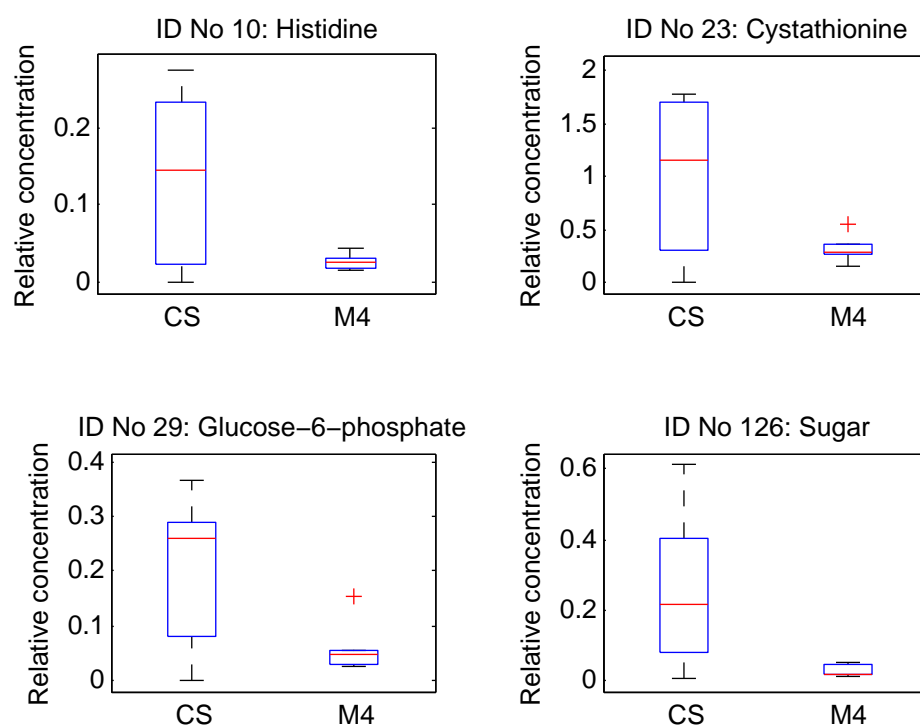 ID No 10: Histidine
Relative concentration
0.2
0.1
0
CS M4
ID No 23: Cystathionine
Relative concentration
2
1.5
1
0.5
0
CS M4
ID No 29: Glucose−6−phosphate
Relative concentration
0.4
0.3
0.2
0.1
0
CS M4
ID No 126: Sugar
Relative concentration
0.6
0.4
0.2
0
CS M4